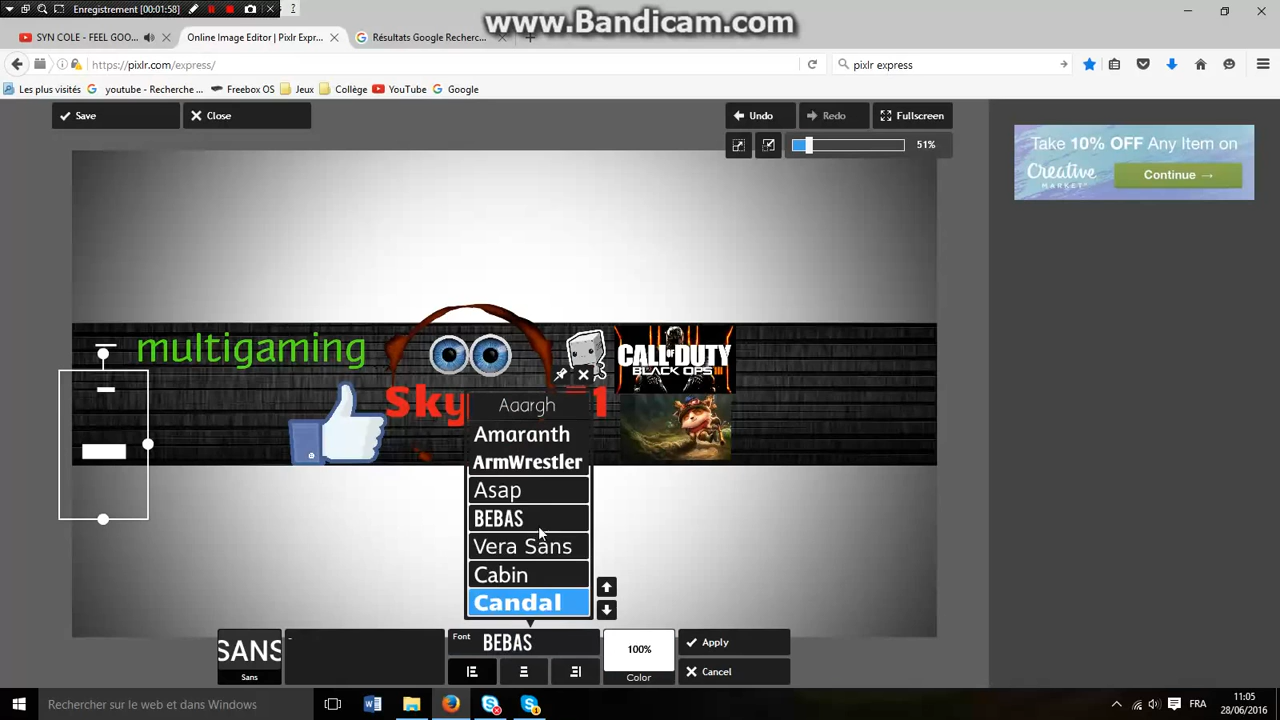 Enregistrement [00:01:58]
www.Bandicam.com
SYN COLE - FEEL GOO...
Online Image Editor | Pixlr Expr...
Résultats Google Recherc...
https://pixlr.com/express/
pixlr express
Les plus visités
youtube - Recherche ...
Freebox OS
Jeux
Collège
YouTube
Google
Save
Close
Undo
Redo
Fullscreen
51%
Take 10% OFF Any Item on
Creative
MARKET
Continue →
multigaming
CALL OF DUTY
BLACK OPS III
Sky
1
Aaargh
Amaranth
ArmWrestler
Asap
BEBAS
Vera Sans
Cabin
Candal
SANS
Sans
-
Font
BEBAS
100%
Color
Apply
Cancel
Rechercher sur le web et dans Windows
FRA
11:05
28/06/2016